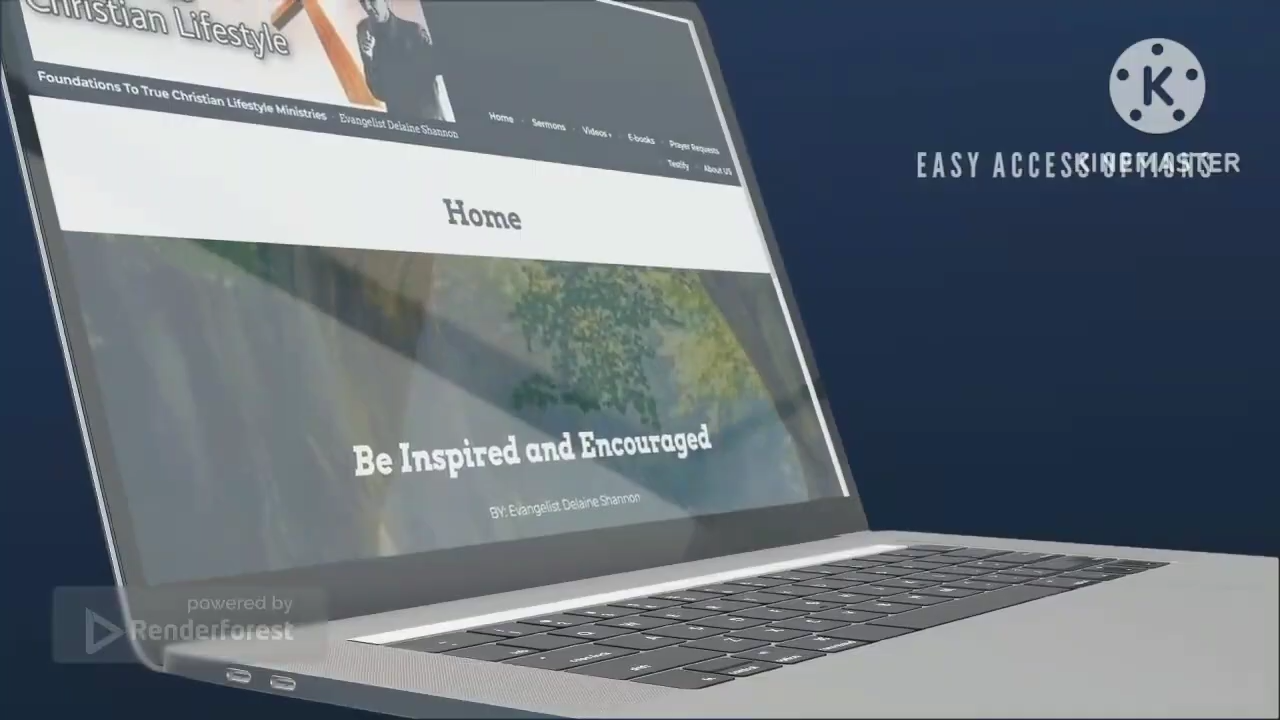 Christian Lifestyle
Foundations To True Christian Lifestyle Ministries · Evangelist Delaine Shannon
Home · Sermons · Videos · E-books · Prayer Requests
Testify · About US
Home
Be Inspired and Encouraged
BY: Evangelist Delaine Shannon
K
EASY ACCESS OPTIONS
KINEMASTER
powered by
Renderforest